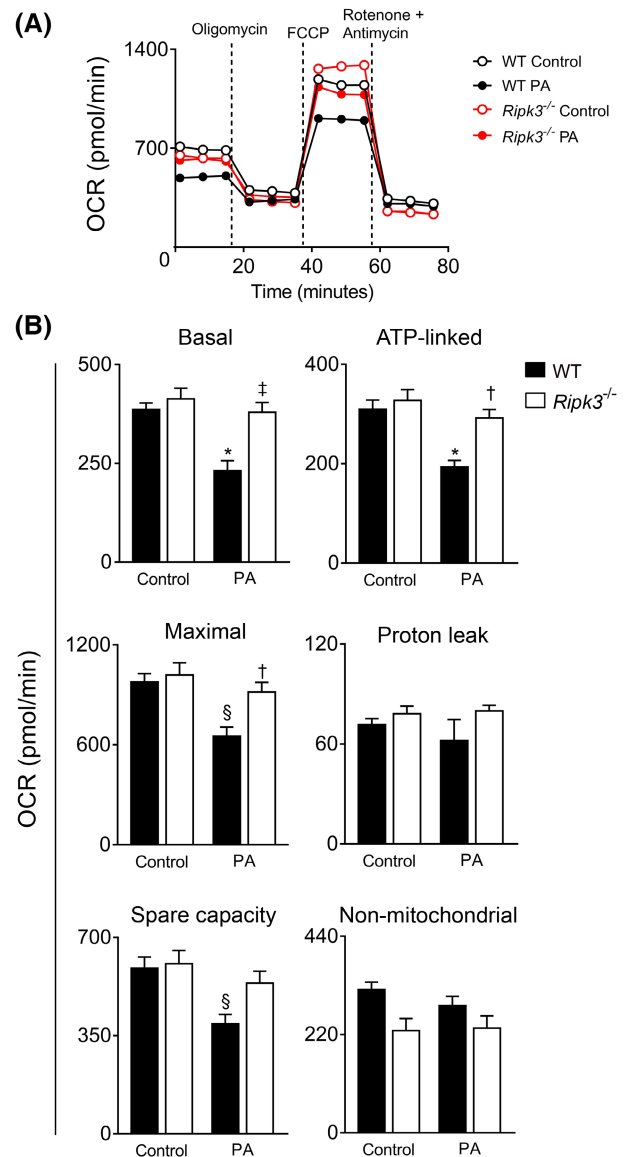 (A)
Oligomycin
FCCP
Rotenone +
Antimycin
OCR (pmol/min)
1400
700
0
0
20
40
60
80
Time (minutes)
WT Control
WT PA
Ripk3-/- Control
Ripk3-/- PA
(B)
OCR (pmol/min)
Basal
500
250
0
*
‡
Control
PA
ATP-linked
400
200
0
*
†
Control
PA
WT
Ripk3-/-
Maximal
1200
600
0
§
†
Control
PA
Proton leak
120
60
0
Control
PA
Spare capacity
700
350
0
§
Control
PA
Non-mitochondrial
440
220
0
Control
PA